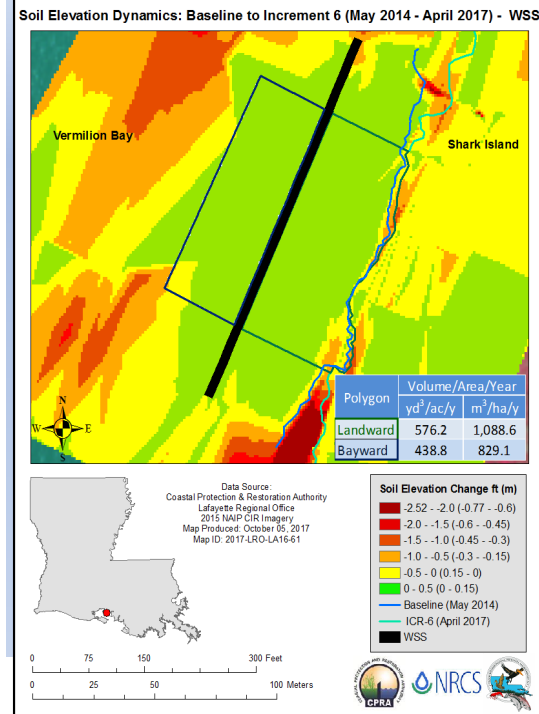 Soil Elevation Dynamics: Baseline to Increment 6 (May 2014 - April 2017) - WSS
Vermilion Bay
Shark Island
Polygon
Volume/Area/Year
yd³/ac/y m³/ha/y
Landward 576.2 1,088.6
Bayward 438.8 829.1
N
W E
S
Data Source:
Coastal Protection & Restoration Authority
Lafayette Regional Office
2015 NAIP CIR Imagery
Map Produced: October 05, 2017
Map ID: 2017-LRO-LA16-61
Soil Elevation Change ft (m)
-2.52 - -2.0 (-0.77 - -0.6)
-2.0 - -1.5 (-0.6 - -0.45)
-1.5 - -1.0 (-0.45 - -0.3)
-1.0 - -0.5 (-0.3 - -0.15)
-0.5 - 0 (0.15 - 0)
0 - 0.5 (0 - 0.15)
Baseline (May 2014)
ICR-6 (April 2017)
WSS
0 75 150 300 Feet
0 25 50 100 Meters
CPRA
NRCS